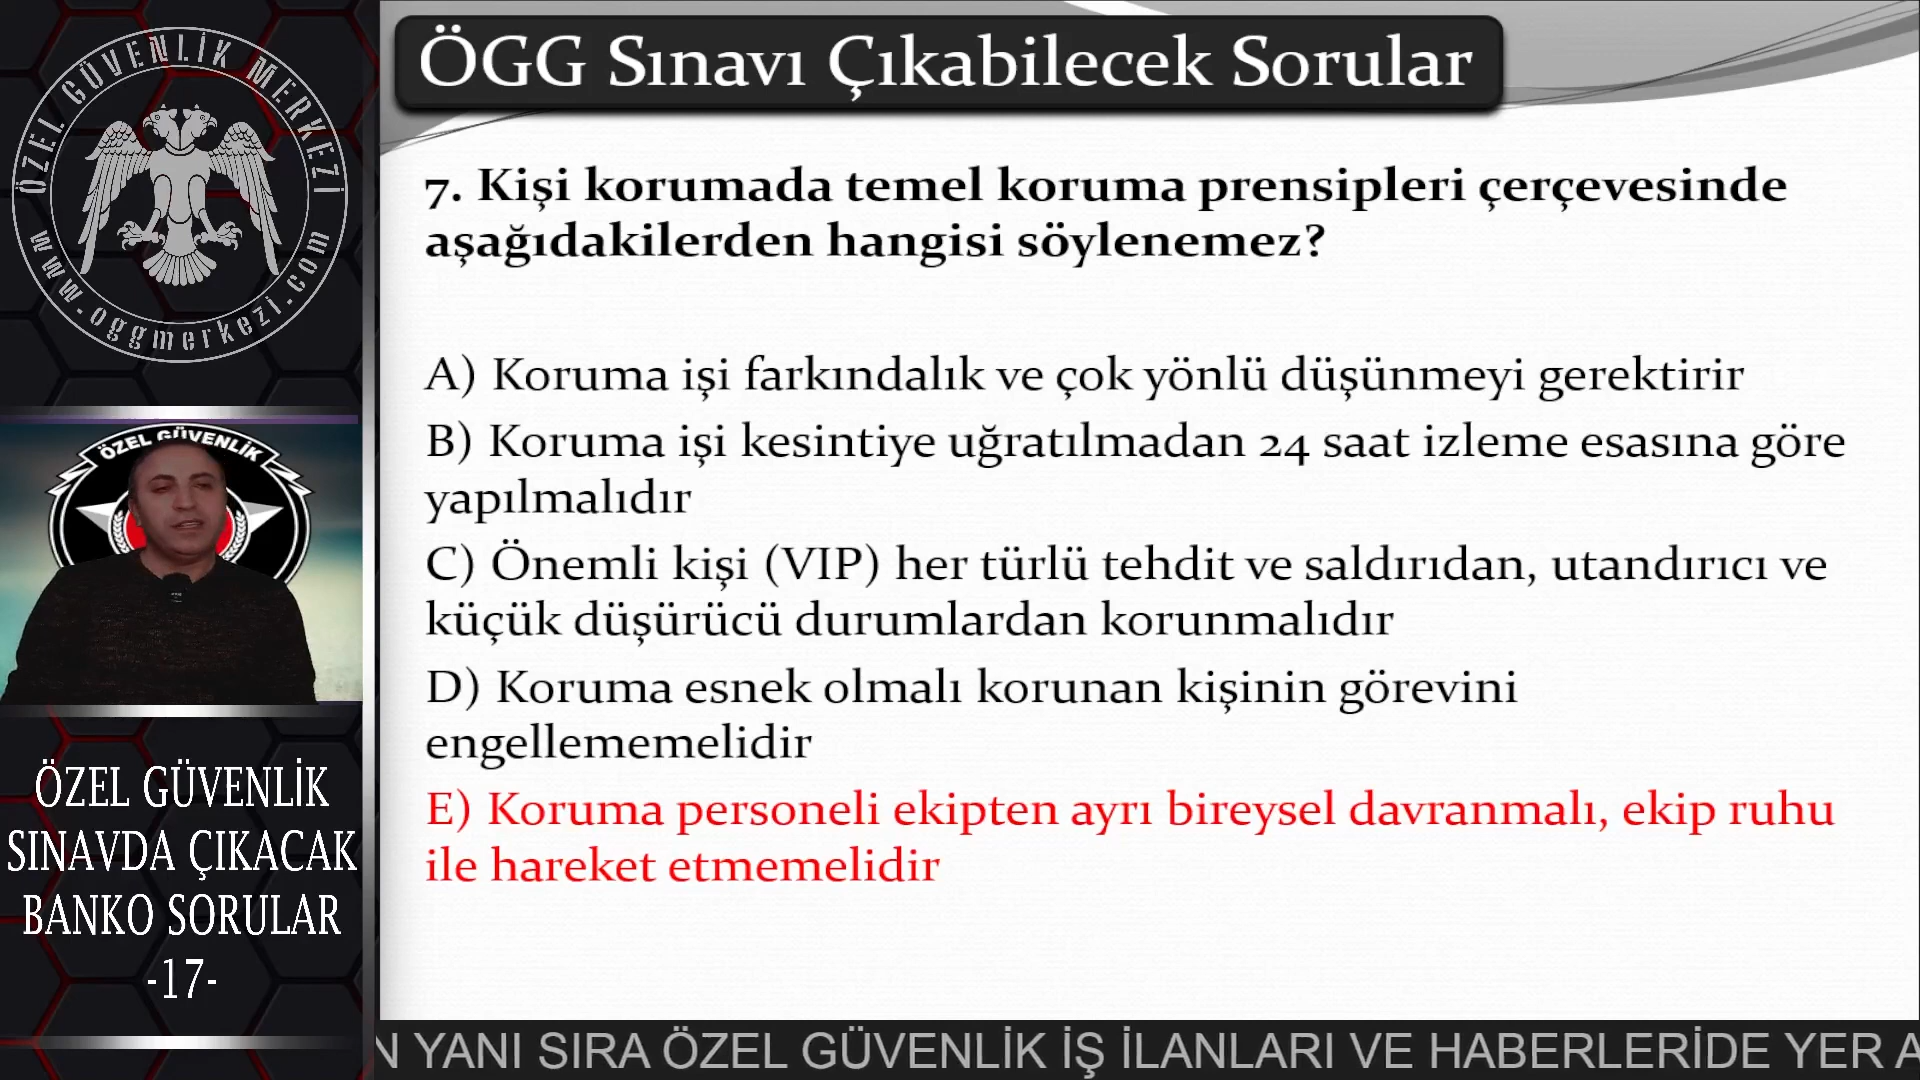 ÖZEL GÜVENLİK MERKEZİ
www.oggmerkezi.com
ÖZEL GÜVENLİK
ÖZEL GÜVENLİK
SINAVDA ÇIKACAK
BANKO SORULAR
-17-
ÖGG Sınavı Çıkabilecek Sorular
7. Kişi korumada temel koruma prensipleri çerçevesinde
aşağıdakilerden hangisi söylenemez?
A) Koruma işi farkındalık ve çok yönlü düşünmeyi gerektirir
B) Koruma işi kesintiye uğratılmadan 24 saat izleme esasına göre
yapılmalıdır
C) Önemli kişi (VIP) her türlü tehdit ve saldırıdan, utandırıcı ve
küçük düşürücü durumlardan korunmalıdır
D) Koruma esnek olmalı korunan kişinin görevini
engellememelidir
E) Koruma personeli ekipten ayrı bireysel davranmalı, ekip ruhu
ile hareket etmemelidir
N YANI SIRA ÖZEL GÜVENLİK İŞ İLANLARI VE HABERLERİDE YER A